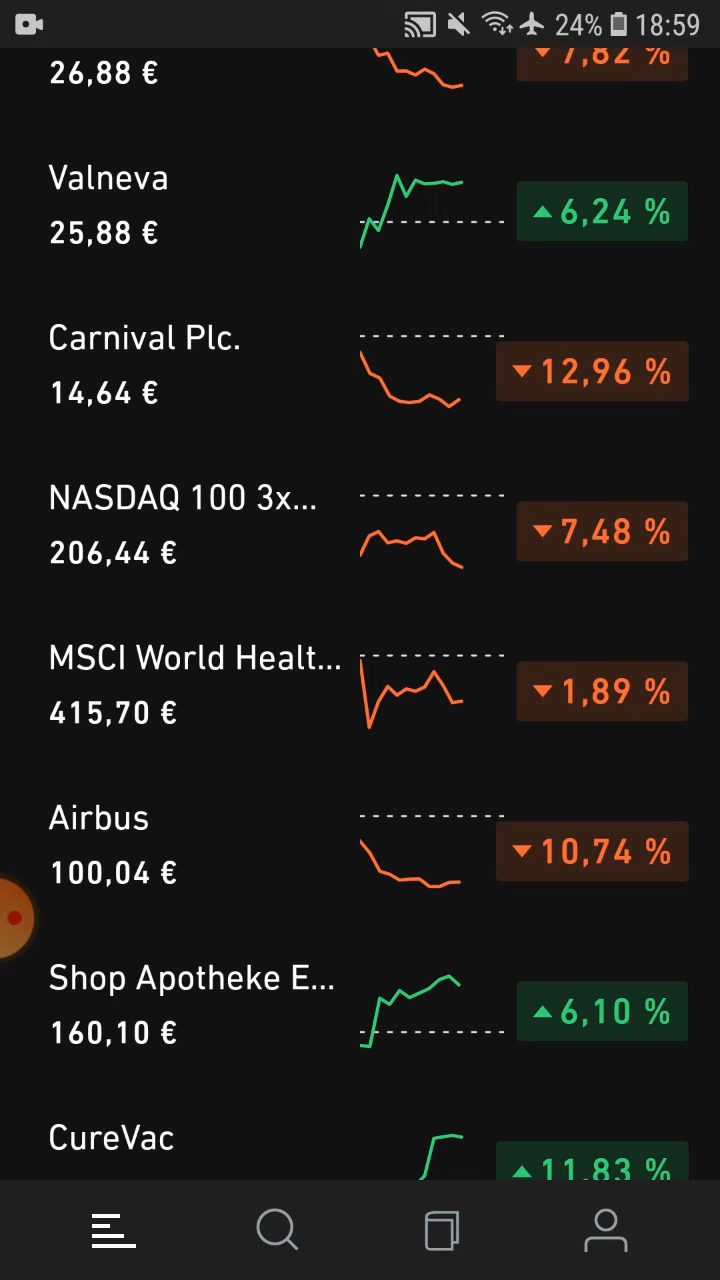 24% 18:59
26,88 € 7,82 %
Valneva
25,88 €
6,24 %
Carnival Plc.
14,64 €
12,96 %
NASDAQ 100 3x...
206,44 €
7,48 %
MSCI World Healt...
415,70 €
1,89 %
Airbus
100,04 €
10,74 %
Shop Apotheke E...
160,10 €
6,10 %
CureVac
11,83 %